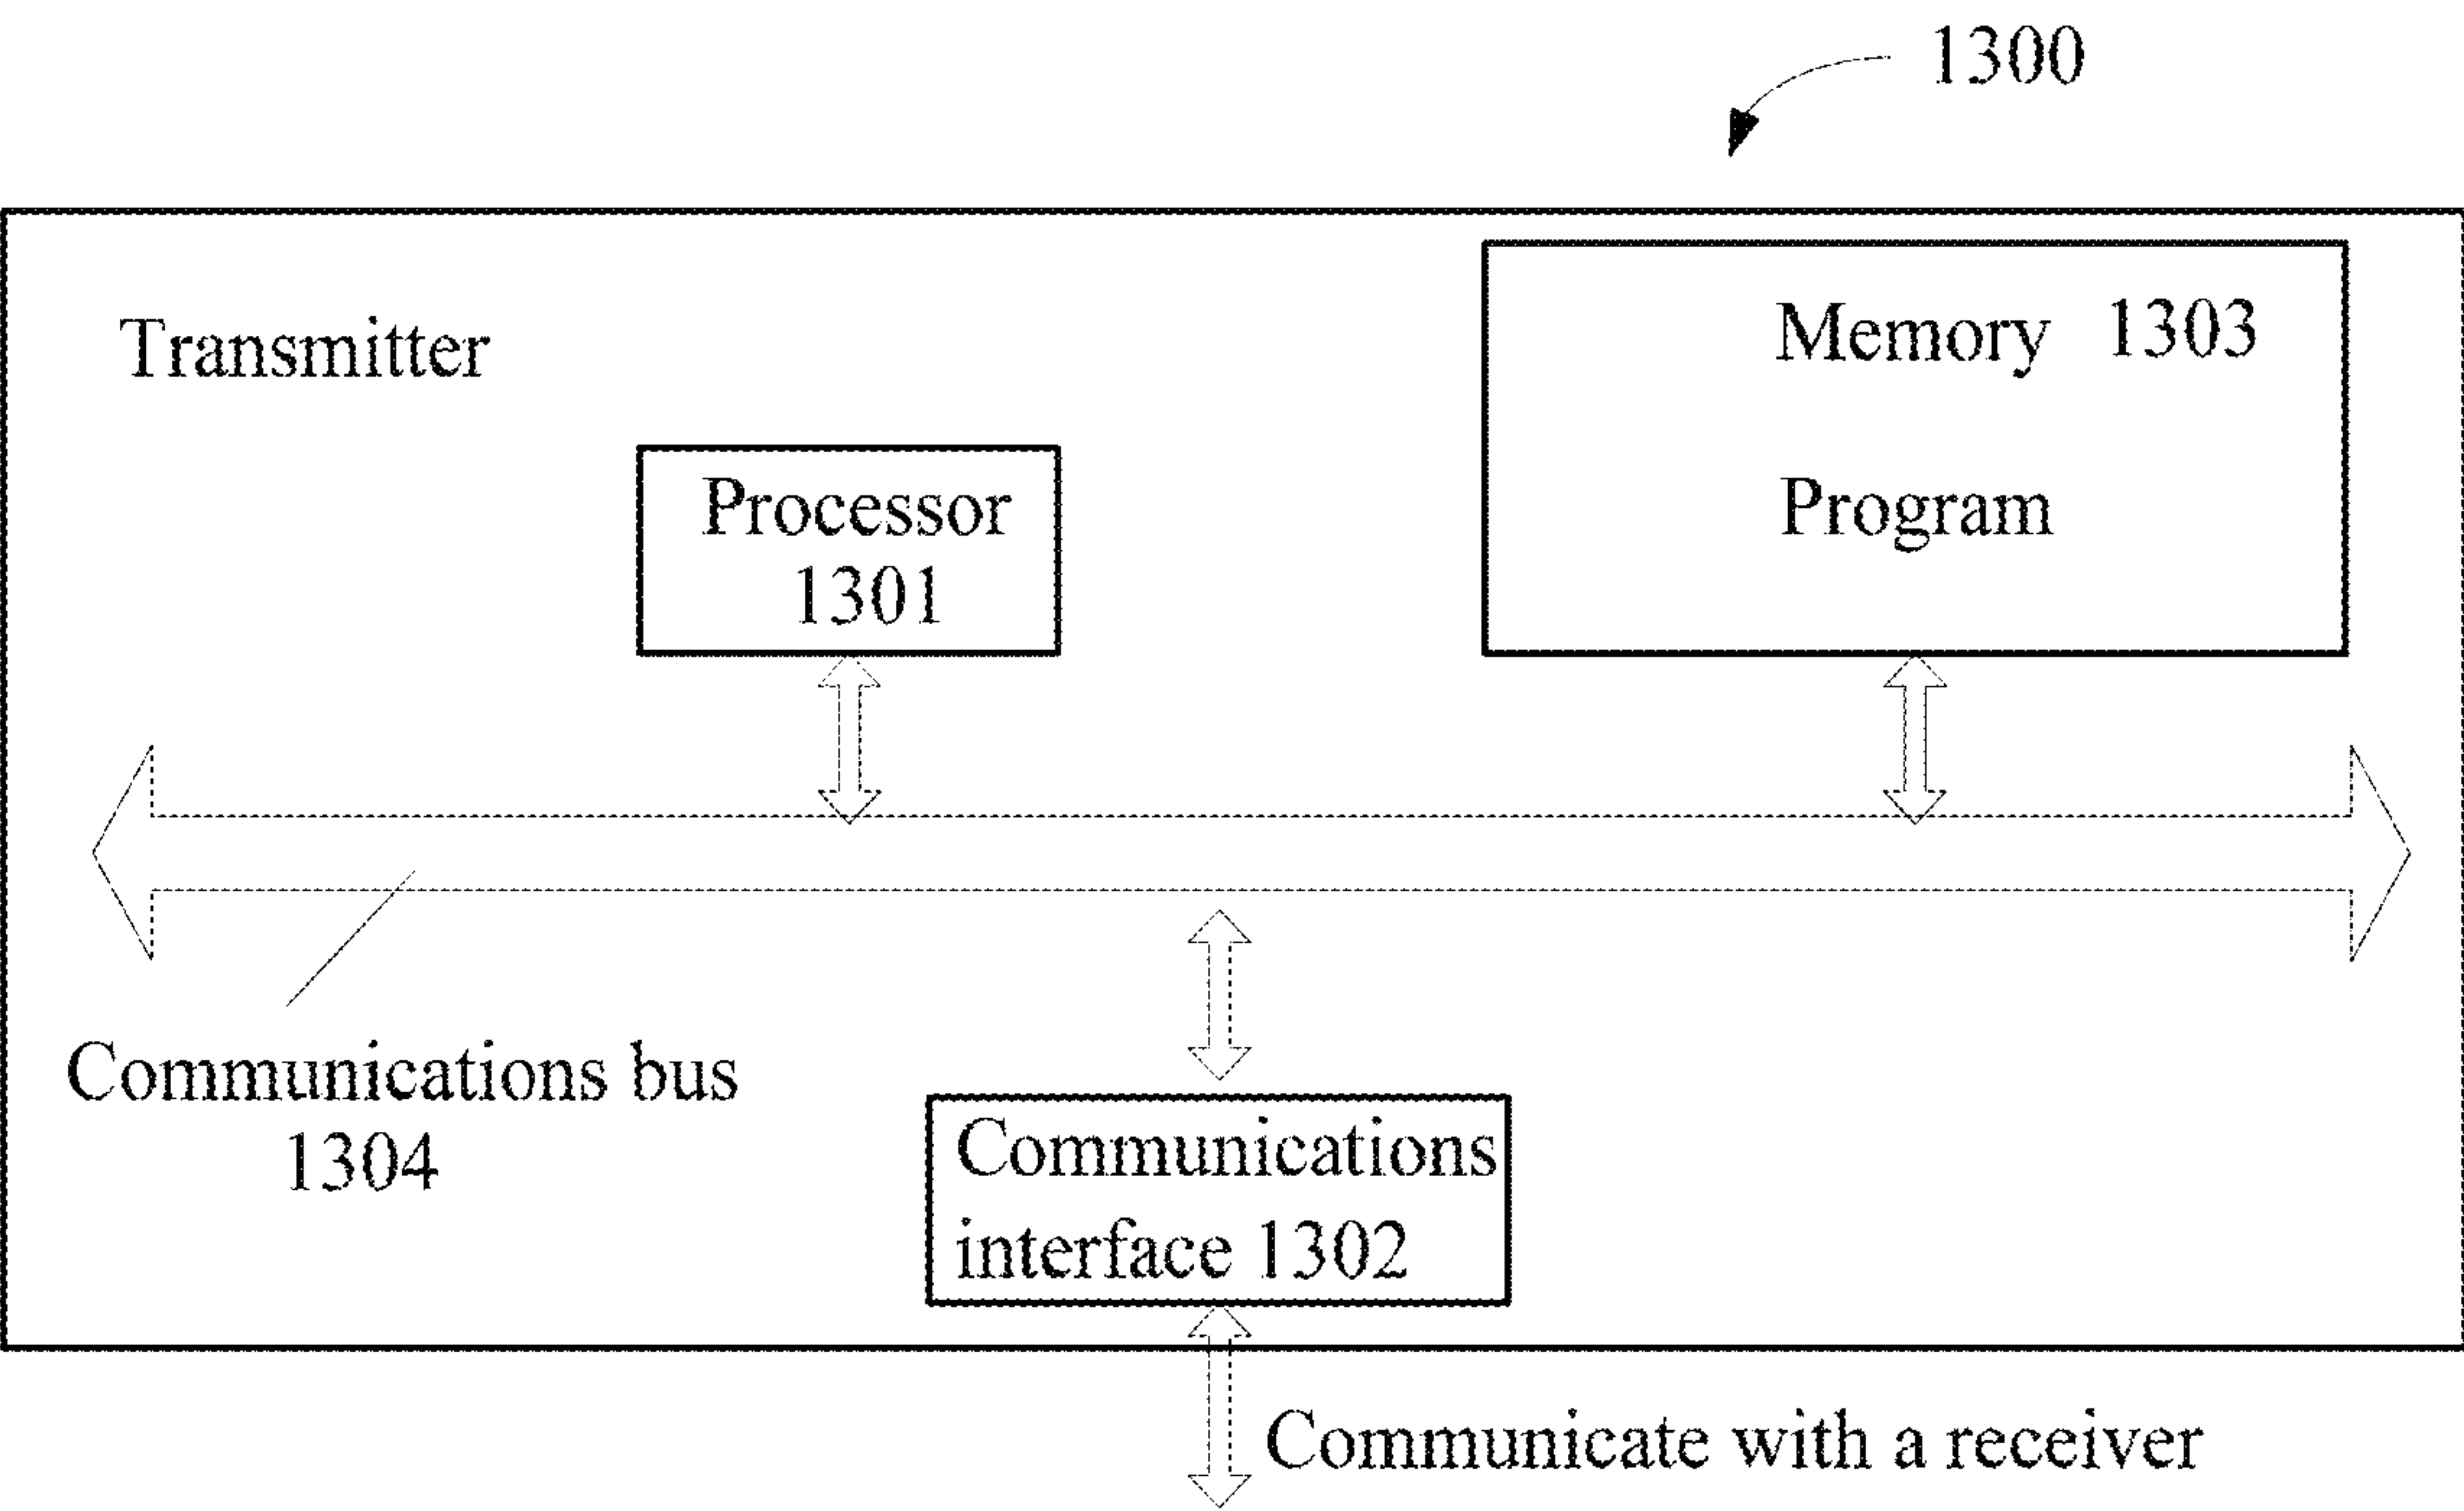 1300
Transmitter
Memory 1303
Program
Processor
1301
Communications bus
1304
Communications
interface 1302
Communicate with a receiver